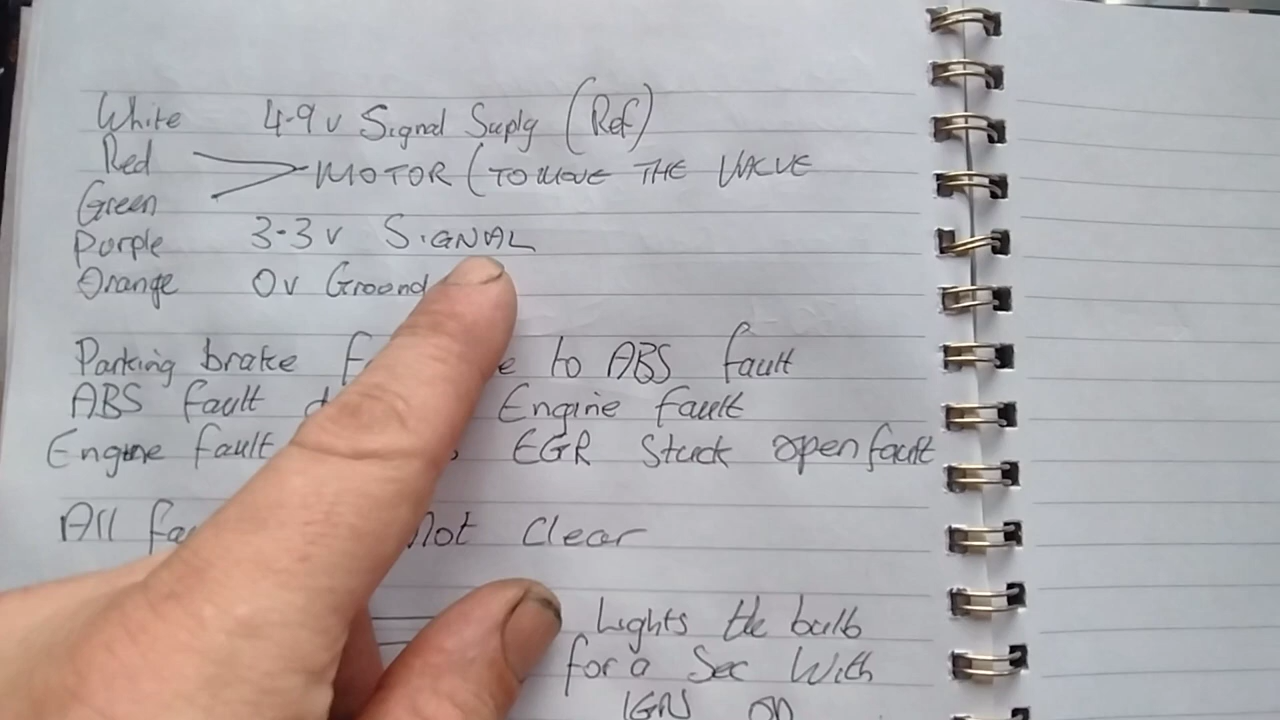 White 4.9v Signal Suply (Ref)
Red
MOTOR (TO MOVE THE VALVE
Green
Purple 3.3v SIGNAL
Orange 0v Ground
Parking brake to ABS fault
ABS fault Engine fault
Engine fault EGR Stuck open fault
All not Clear
Lights the bulb
for a Sec With
IGN ON